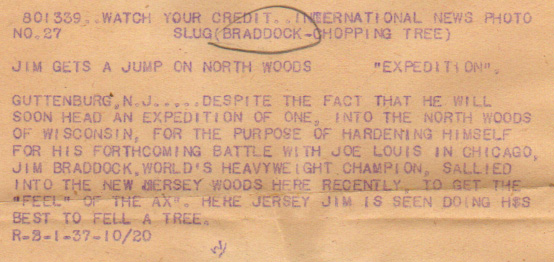 801339..WATCH YOUR CREDIT..INTERNATIONAL NEWS PHOTO
NO.27 SLUG(BRADDOCK-CHOPPING TREE)
JIM GETS A JUMP ON NORTH WOODS "EXPEDITION".
GUTTENBURG,N.J.....DESPITE THE FACT THAT HE WILL
SOON HEAD AN EXPEDITION OF ONE, INTO THE NORTH WOODS
OF WISCONSIN, FOR THE PURPOSE OF HARDENING HIMSELF
FOR HIS FORTHCOMING BATTLE WITH JOE LOUIS IN CHICAGO,
JIM BRADDOCK,WORLD'S HEAVYWEIGHT CHAMPION, SALLIED
INTO THE NEW JERSEY WOODS HERE RECENTLY, TO GET THE
"FEEL" OF THE AX". HERE JERSEY JIM IS SEEN DOING HIS
BEST TO FELL A TREE.
R-3-1-37-10/20